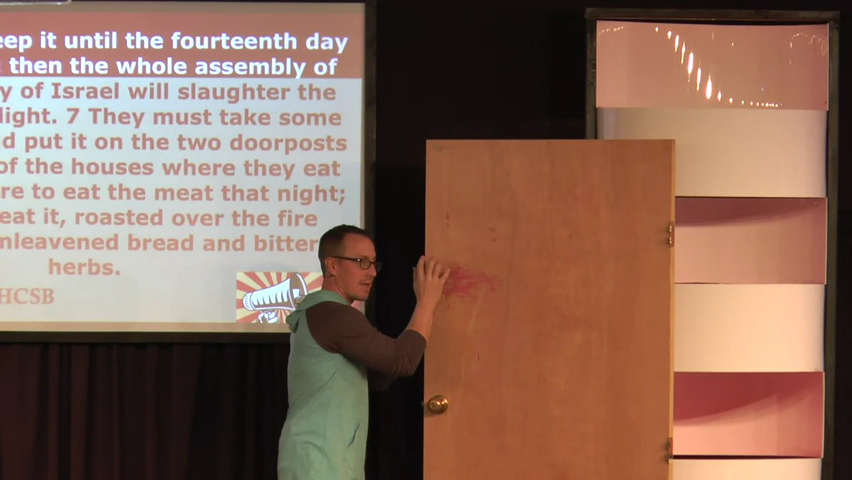 eep it until the fourteenth day
then the whole assembly of
y of Israel will slaughter the
light. 7 They must take some
d put it on the two doorposts
of the houses where they eat
re to eat the meat that night;
eat it, roasted over the fire
nleavened bread and bitter
herbs.
HCSB